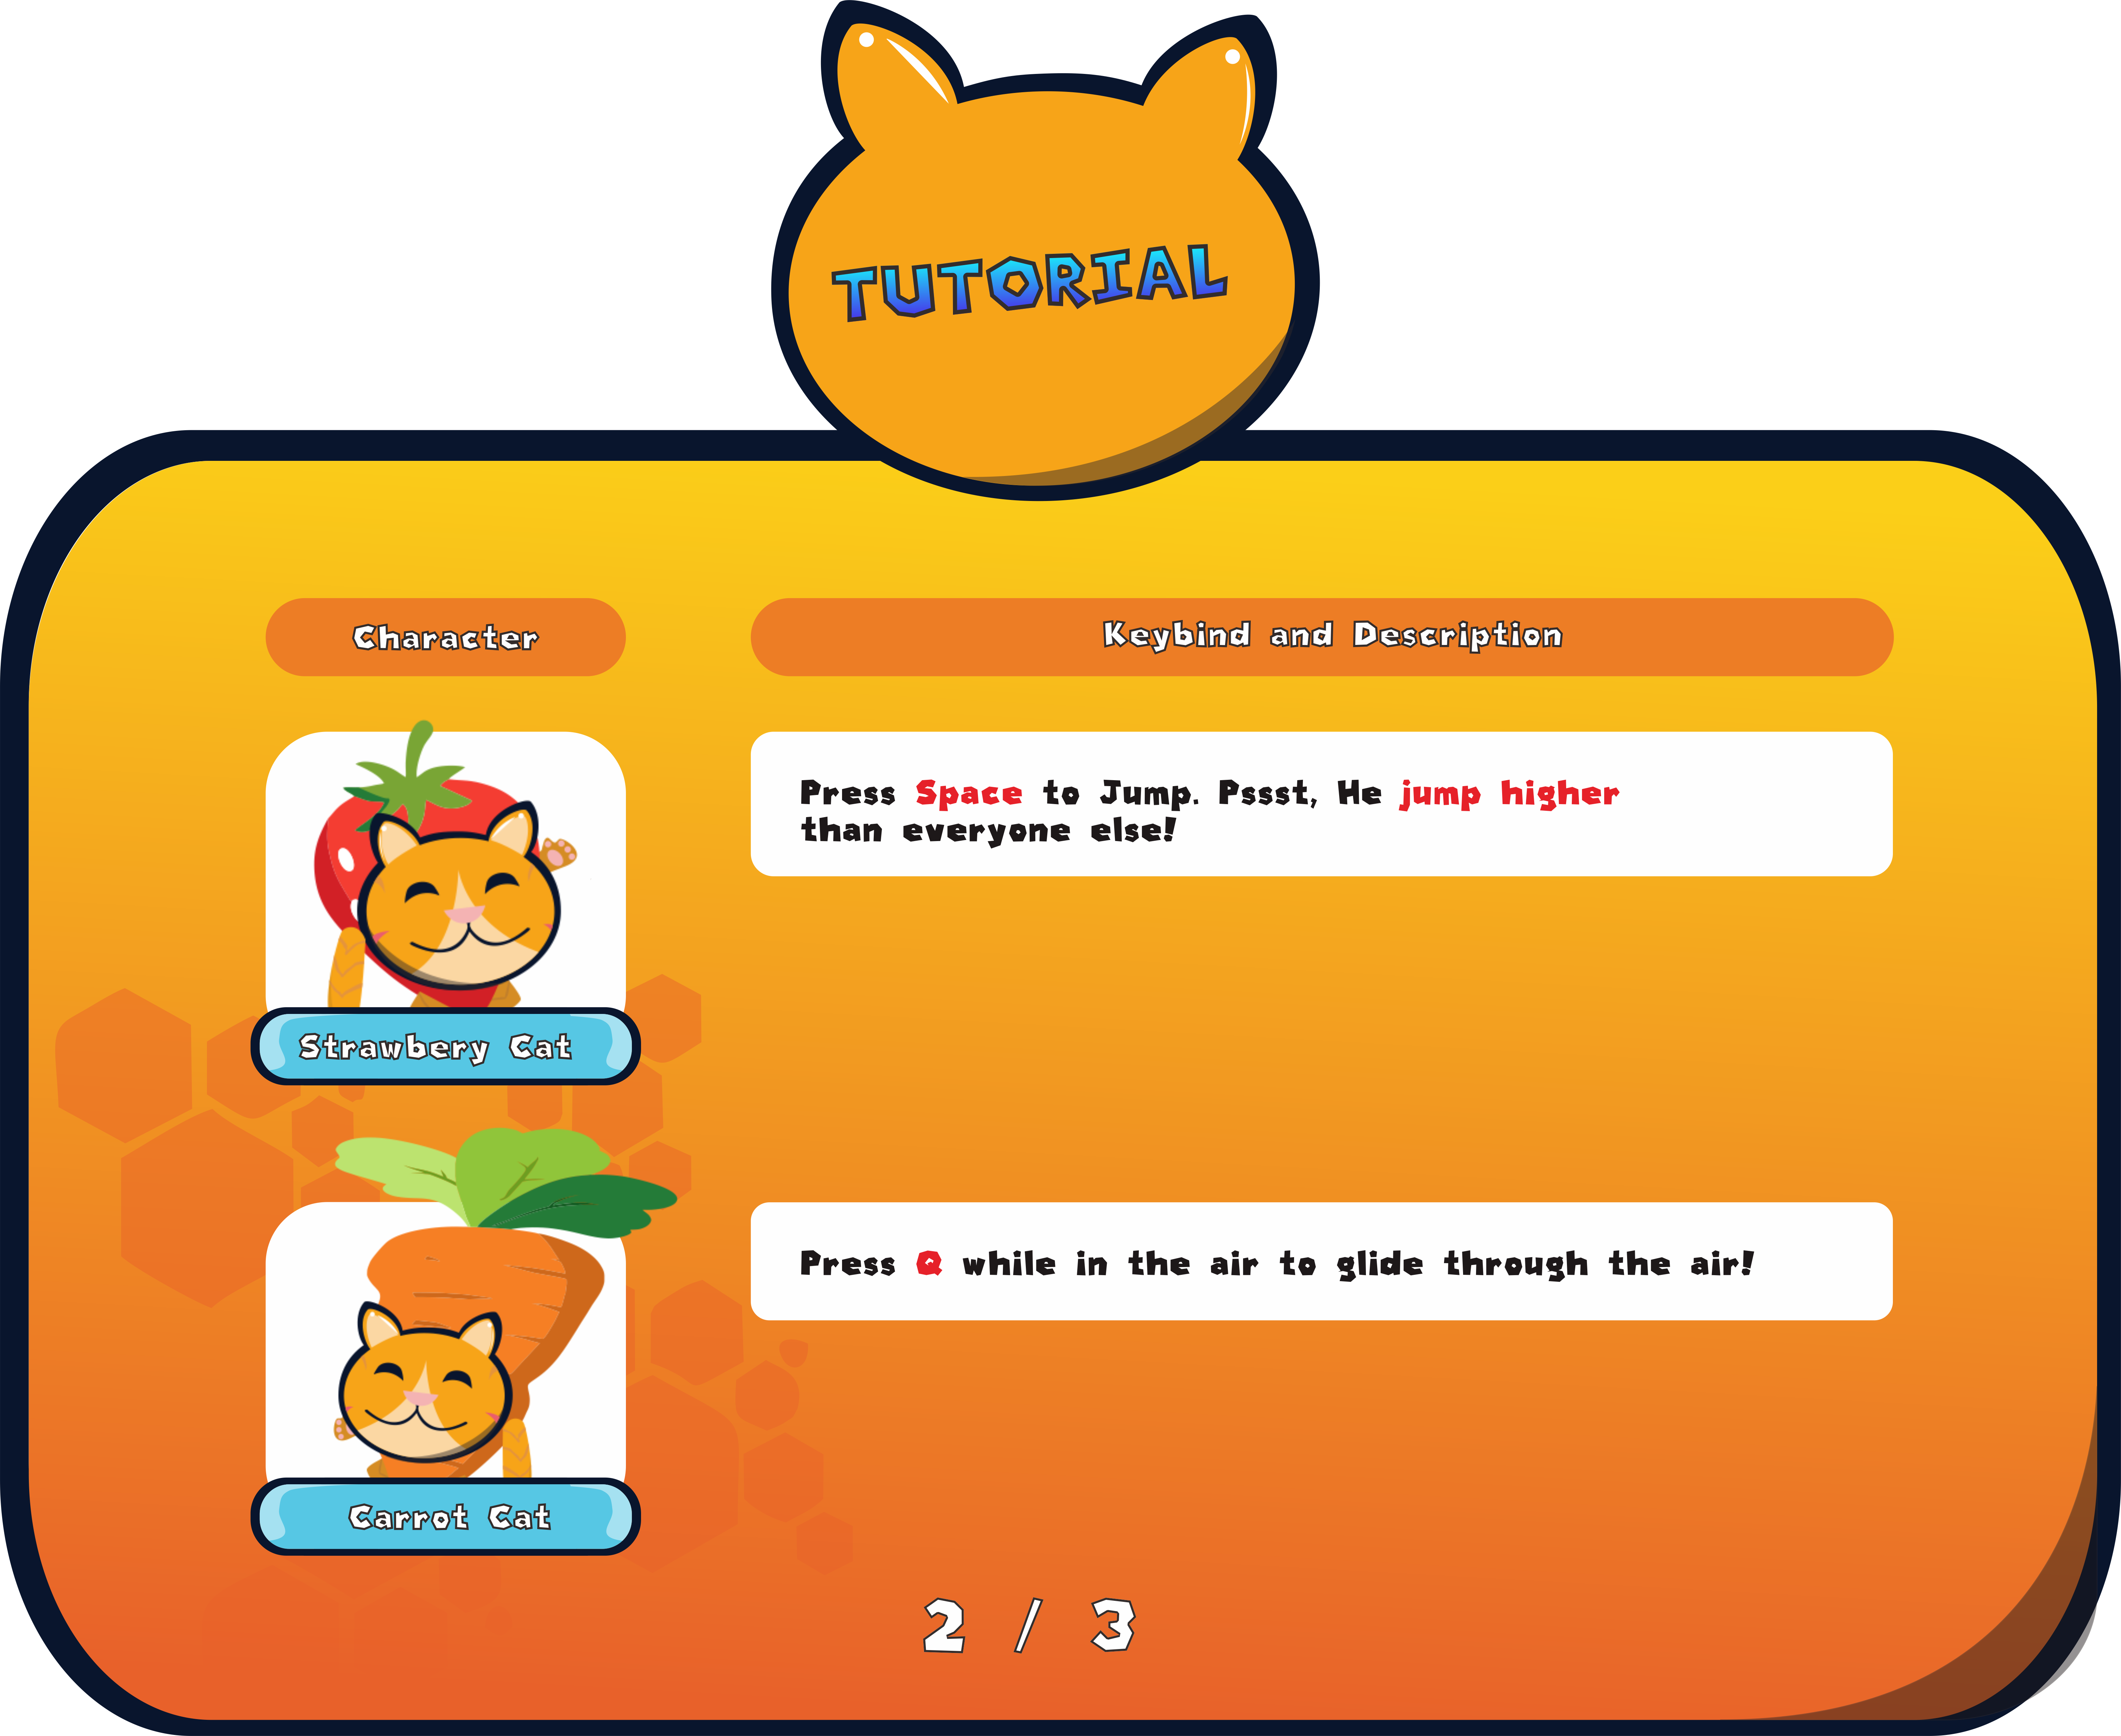 TUTORIAL
Character
Keybind and Description
Press Space to Jump. Pssst, He jump higher
than everyone else!
Strawbery Cat
Press Q while in the air to glide through the air!
Carrot Cat
2 / 3